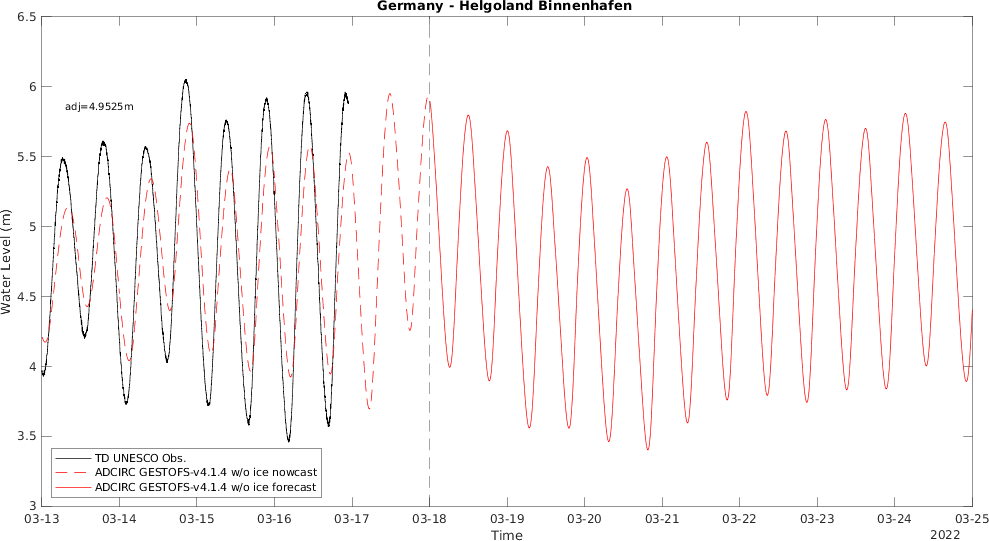 Germany - Helgoland Binnenhafen
6.5
6
adj=4.9525m
5.5
5
4.5
4
3.5
3
Water Level (m)
TD UNESCO Obs.
ADCIRC GESTOFS-v4.1.4 w/o ice nowcast
ADCIRC GESTOFS-v4.1.4 w/o ice forecast
03-13 03-14 03-15 03-16 03-17 03-18 03-19 03-20 03-21 03-22 03-23 03-24 03-25
Time
2022